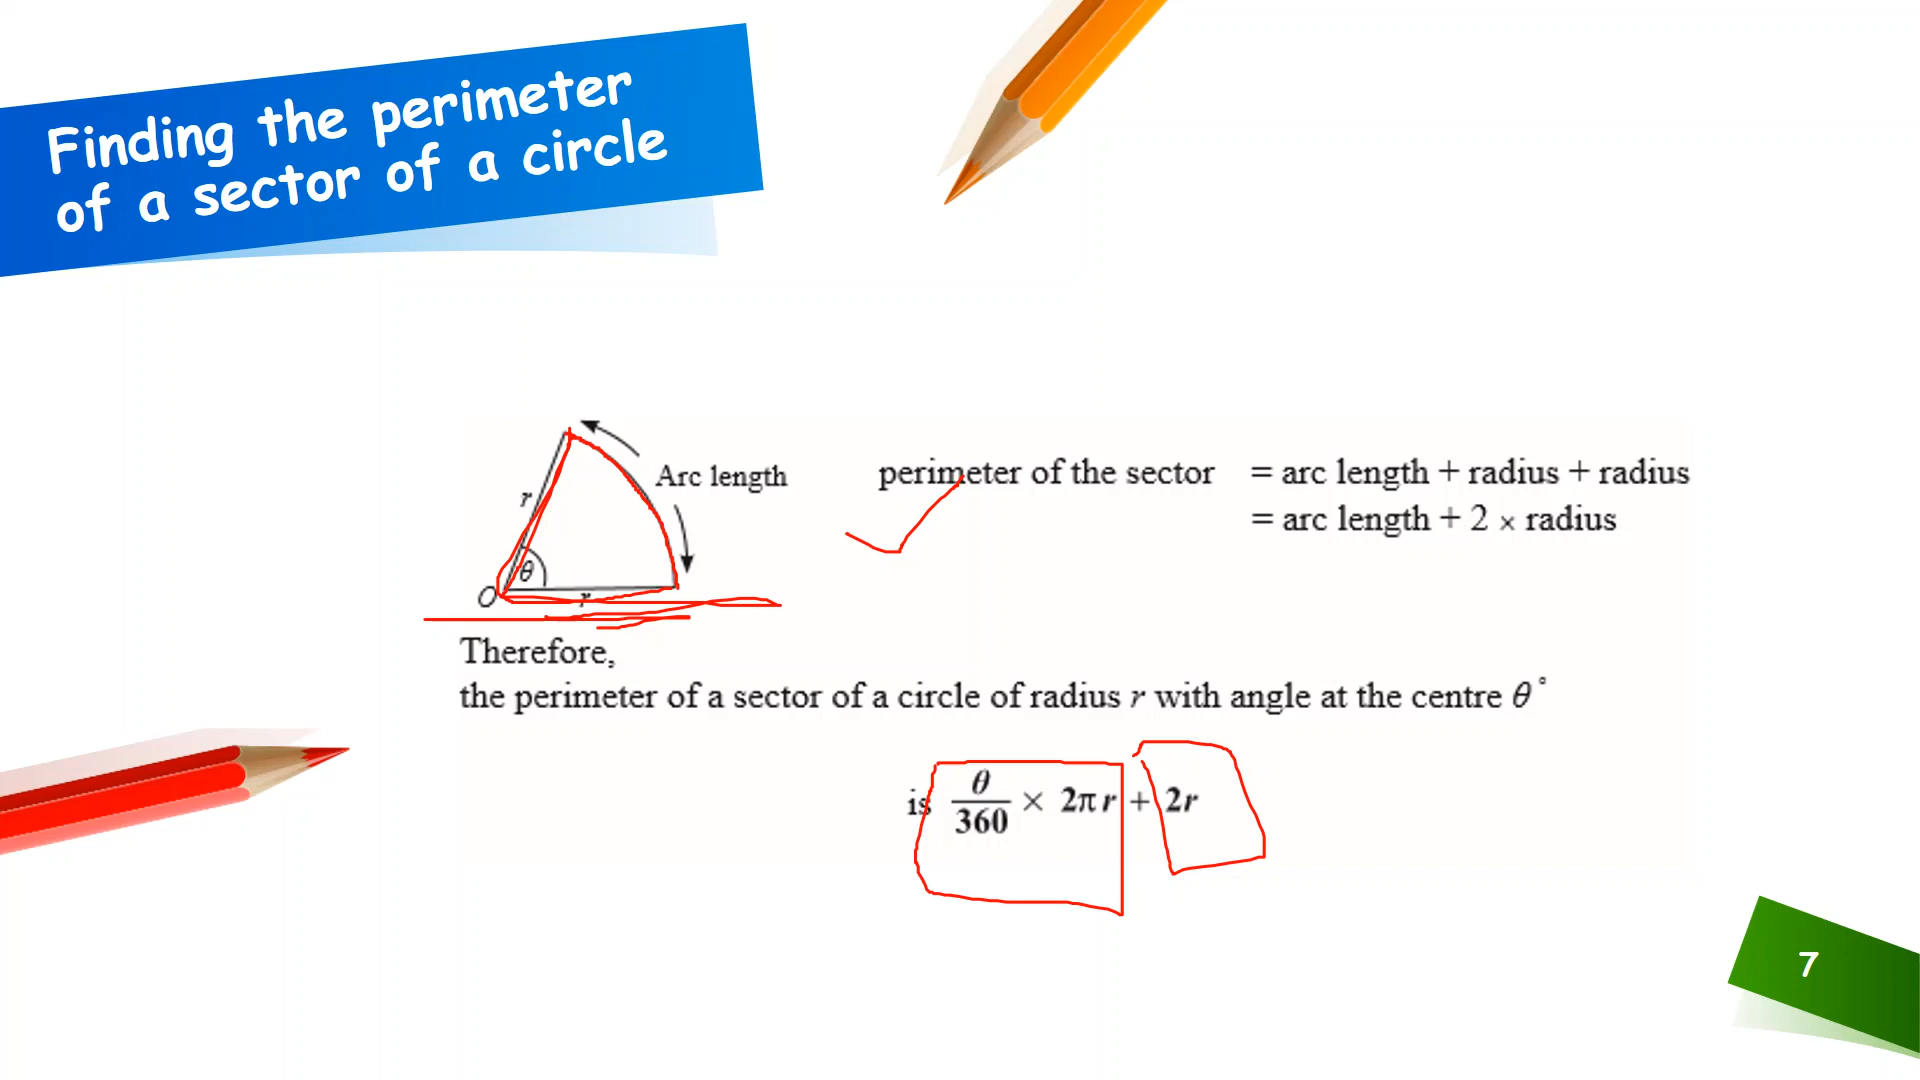 Finding the perimeter
of a sector of a circle
Arc length
r
θ
O
r
perimeter of the sector = arc length + radius + radius
= arc length + 2 × radius
Therefore,
the perimeter of a sector of a circle of radius r with angle at the centre θ°
is θ/360 × 2πr + 2r
7